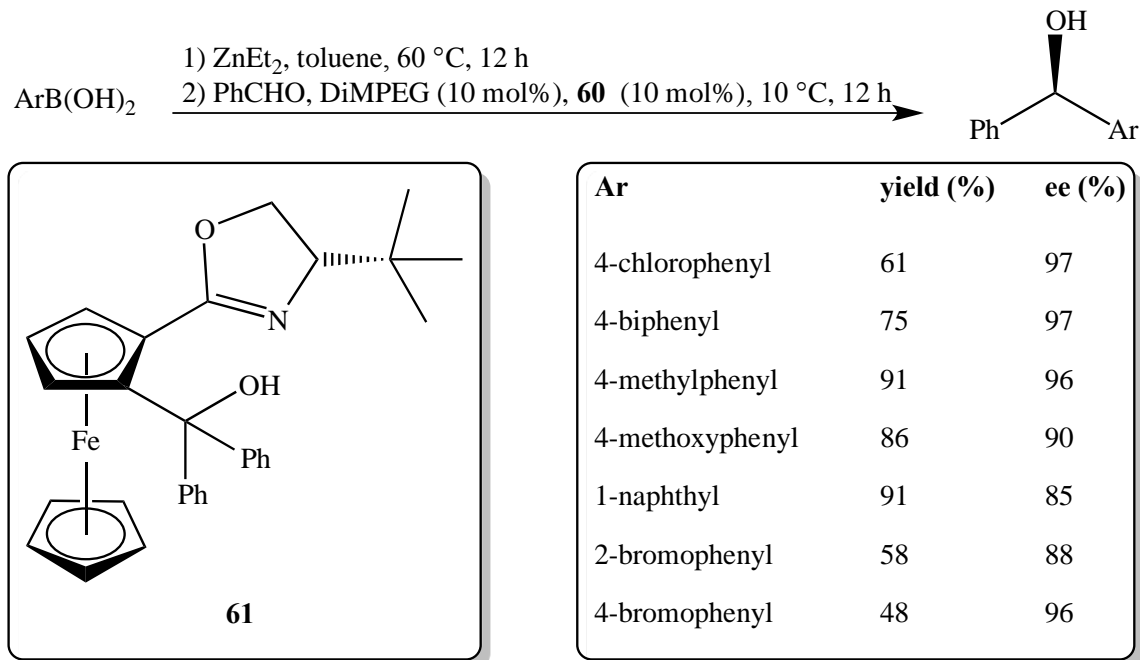 ArB(OH)₂
1) ZnEt₂, toluene, 60 °C, 12 h
2) PhCHO, DiMPEG (10 mol%), 60 (10 mol%), 10 °C, 12 h
OH
Ph Ar
O
N
OH
Fe
Ph
Ph
61
Ar yield (%) ee (%)
4-chlorophenyl 61 97
4-biphenyl 75 97
4-methylphenyl 91 96
4-methoxyphenyl 86 90
1-naphthyl 91 85
2-bromophenyl 58 88
4-bromophenyl 48 96